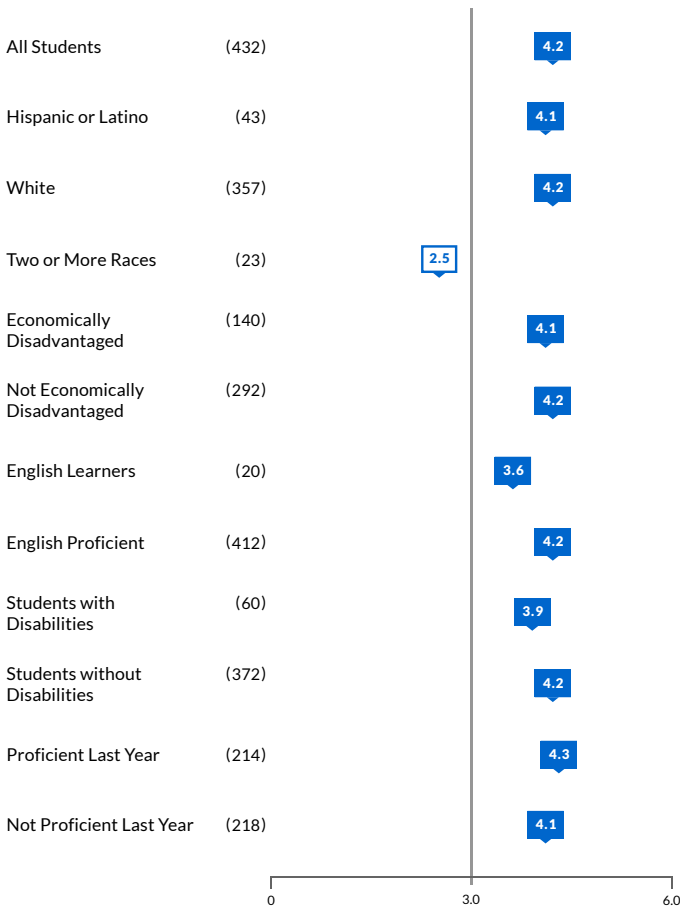 All Students (432) 4.2
Hispanic or Latino (43) 4.1
White (357) 4.2
Two or More Races (23) 2.5
Economically (140)
Disadvantaged 4.1
Not Economically (292)
Disadvantaged 4.2
English Learners (20) 3.6
English Proficient (412) 4.2
Students with (60)
Disabilities 3.9
Students without (372)
Disabilities 4.2
Proficient Last Year (214) 4.3
Not Proficient Last Year (218) 4.1
0 3.0 6.0